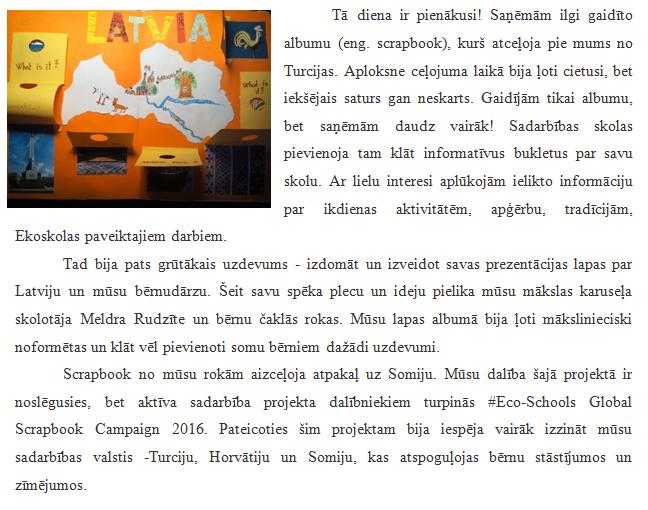 LATVIA
What is it?
What is it?
Tā diena ir pienākusi! Saņēmām ilgi gaidīto
albumu (eng. scrapbook), kurš atceļoja pie mums no
Turcijas. Aploksne ceļojuma laikā bija ļoti cietusi, bet
iekšējais saturs gan neskarts. Gaidījām tikai albumu,
bet saņēmām daudz vairāk! Sadarbības skolas
pievienoja tam klāt informatīvus bukletus par savu
skolu. Ar lielu interesi aplūkojām ielikto informāciju
par ikdienas aktivitātēm, apģērbu, tradīcijām,
Ekoskolas paveiktajiem darbiem.
Tad bija pats grūtākais uzdevums - izdomāt un izveidot savas prezentācijas lapas par
Latviju un mūsu bērnudārzu. Šeit savu spēka plecu un ideju pielika mūsu mākslas karuseļa
skolotāja Meldra Rudzīte un bērnu čaklās rokas. Mūsu lapas albumā bija ļoti mākslinieciski
noformētas un klāt vēl pievienoti somu bērniem dažādi uzdevumi.
Scrapbook no mūsu rokām aizceļoja atpakaļ uz Somiju. Mūsu dalība šajā projektā ir
noslēgusies, bet aktīva sadarbība projekta dalībniekiem turpinās #Eco-Schools Global
Scrapbook Campaign 2016. Pateicoties šim projektam bija iespēja vairāk izzināt mūsu
sadarbības valstis -Turciju, Horvātiju un Somiju, kas atspoguļojas bērnu stāstījumos un
zīmējumos.